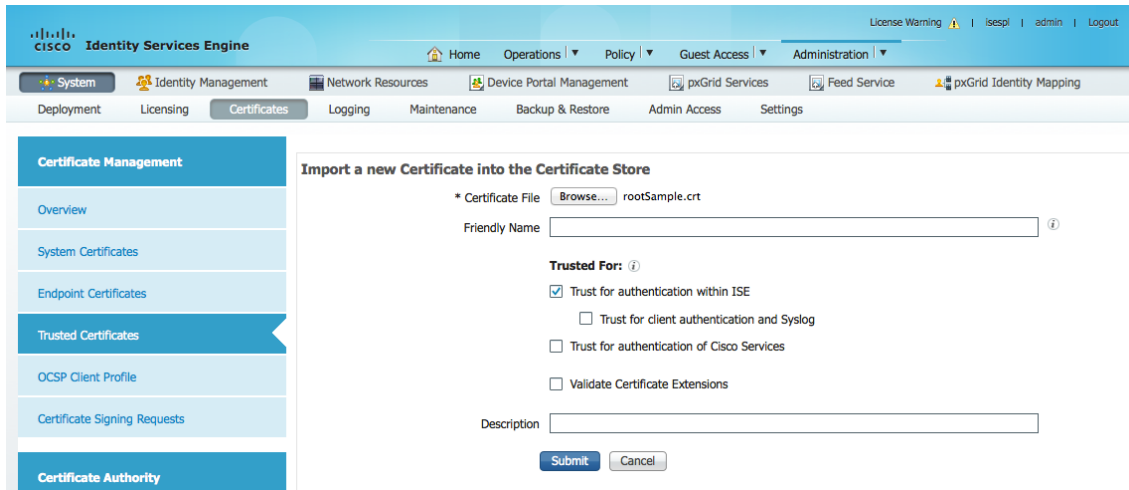 License Warning | isespl | admin | Logout
CISCO Identity Services Engine
Home Operations | ▼ Policy | ▼ Guest Access | ▼ Administration | ▼
System Identity Management Network Resources Device Portal Management pxGrid Services Feed Service pxGrid Identity Mapping
Deployment Licensing Certificates Logging Maintenance Backup & Restore Admin Access Settings
Certificate Management
Overview
System Certificates
Endpoint Certificates
Trusted Certificates
OCSP Client Profile
Certificate Signing Requests
Certificate Authority
Import a new Certificate into the Certificate Store
* Certificate File Browse... rootSample.crt
Friendly Name
Trusted For:
Trust for authentication within ISE
Trust for client authentication and Syslog
Trust for authentication of Cisco Services
Validate Certificate Extensions
Description
Submit Cancel